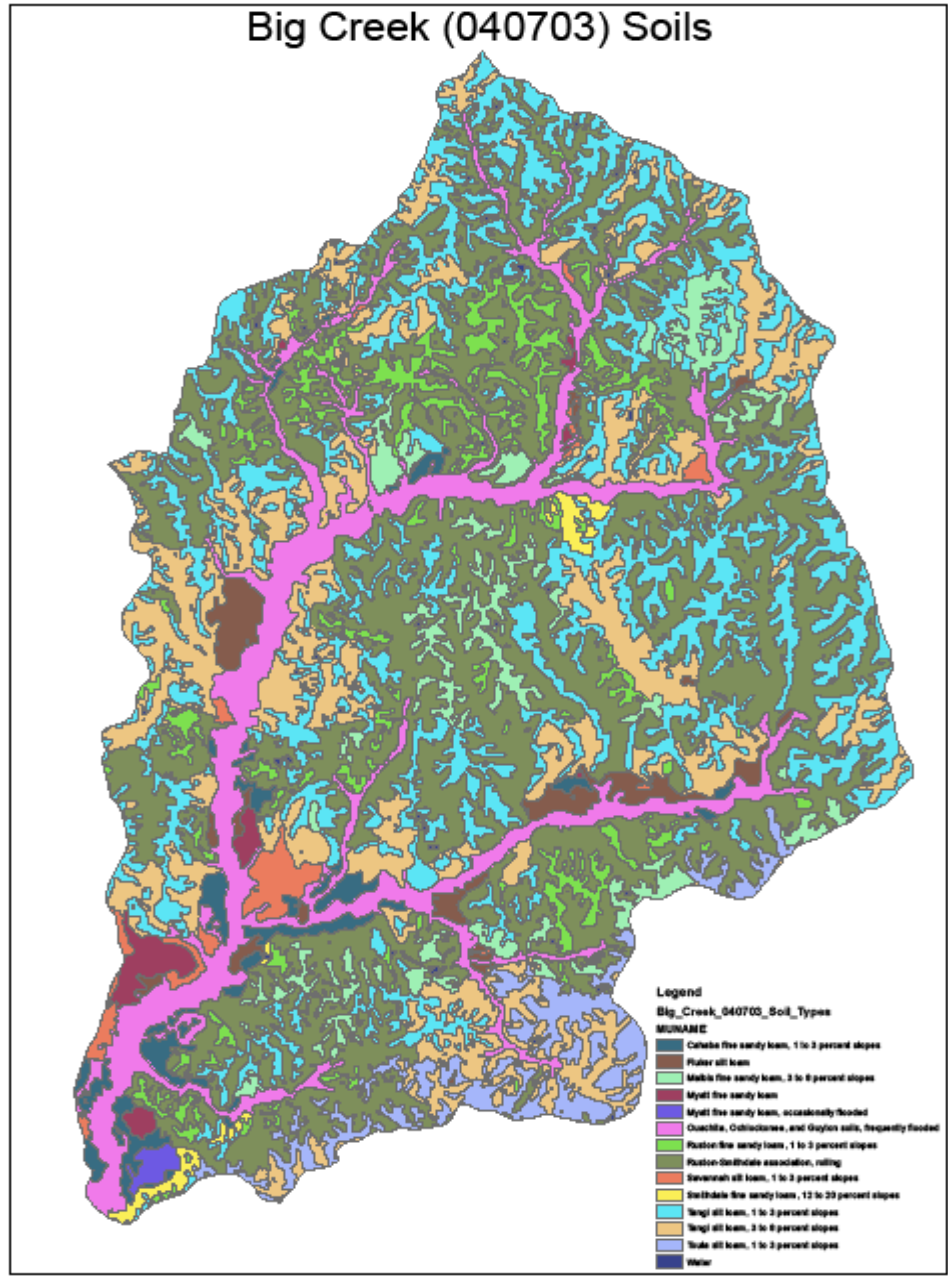 Big Creek (040703) Soils
Legend
Big_Creek_040703_Soil_Types
MUNAME
Cahaba fine sandy loam, 1 to 3 percent slopes
Fluker silt loam
Malbis fine sandy loam, 3 to 8 percent slopes
Myatt fine sandy loam
Myatt fine sandy loam, occasionally flooded
Ouachita, Ochlockonee, and Guyton soils, frequently flooded
Ruston fine sandy loam, 1 to 3 percent slopes
Ruston-Smithdale association, rolling
Savannah silt loam, 1 to 3 percent slopes
Smithdale fine sandy loam, 12 to 20 percent slopes
Tangi silt loam, 1 to 3 percent slopes
Tangi silt loam, 3 to 8 percent slopes
Toula silt loam, 1 to 3 percent slopes
Water